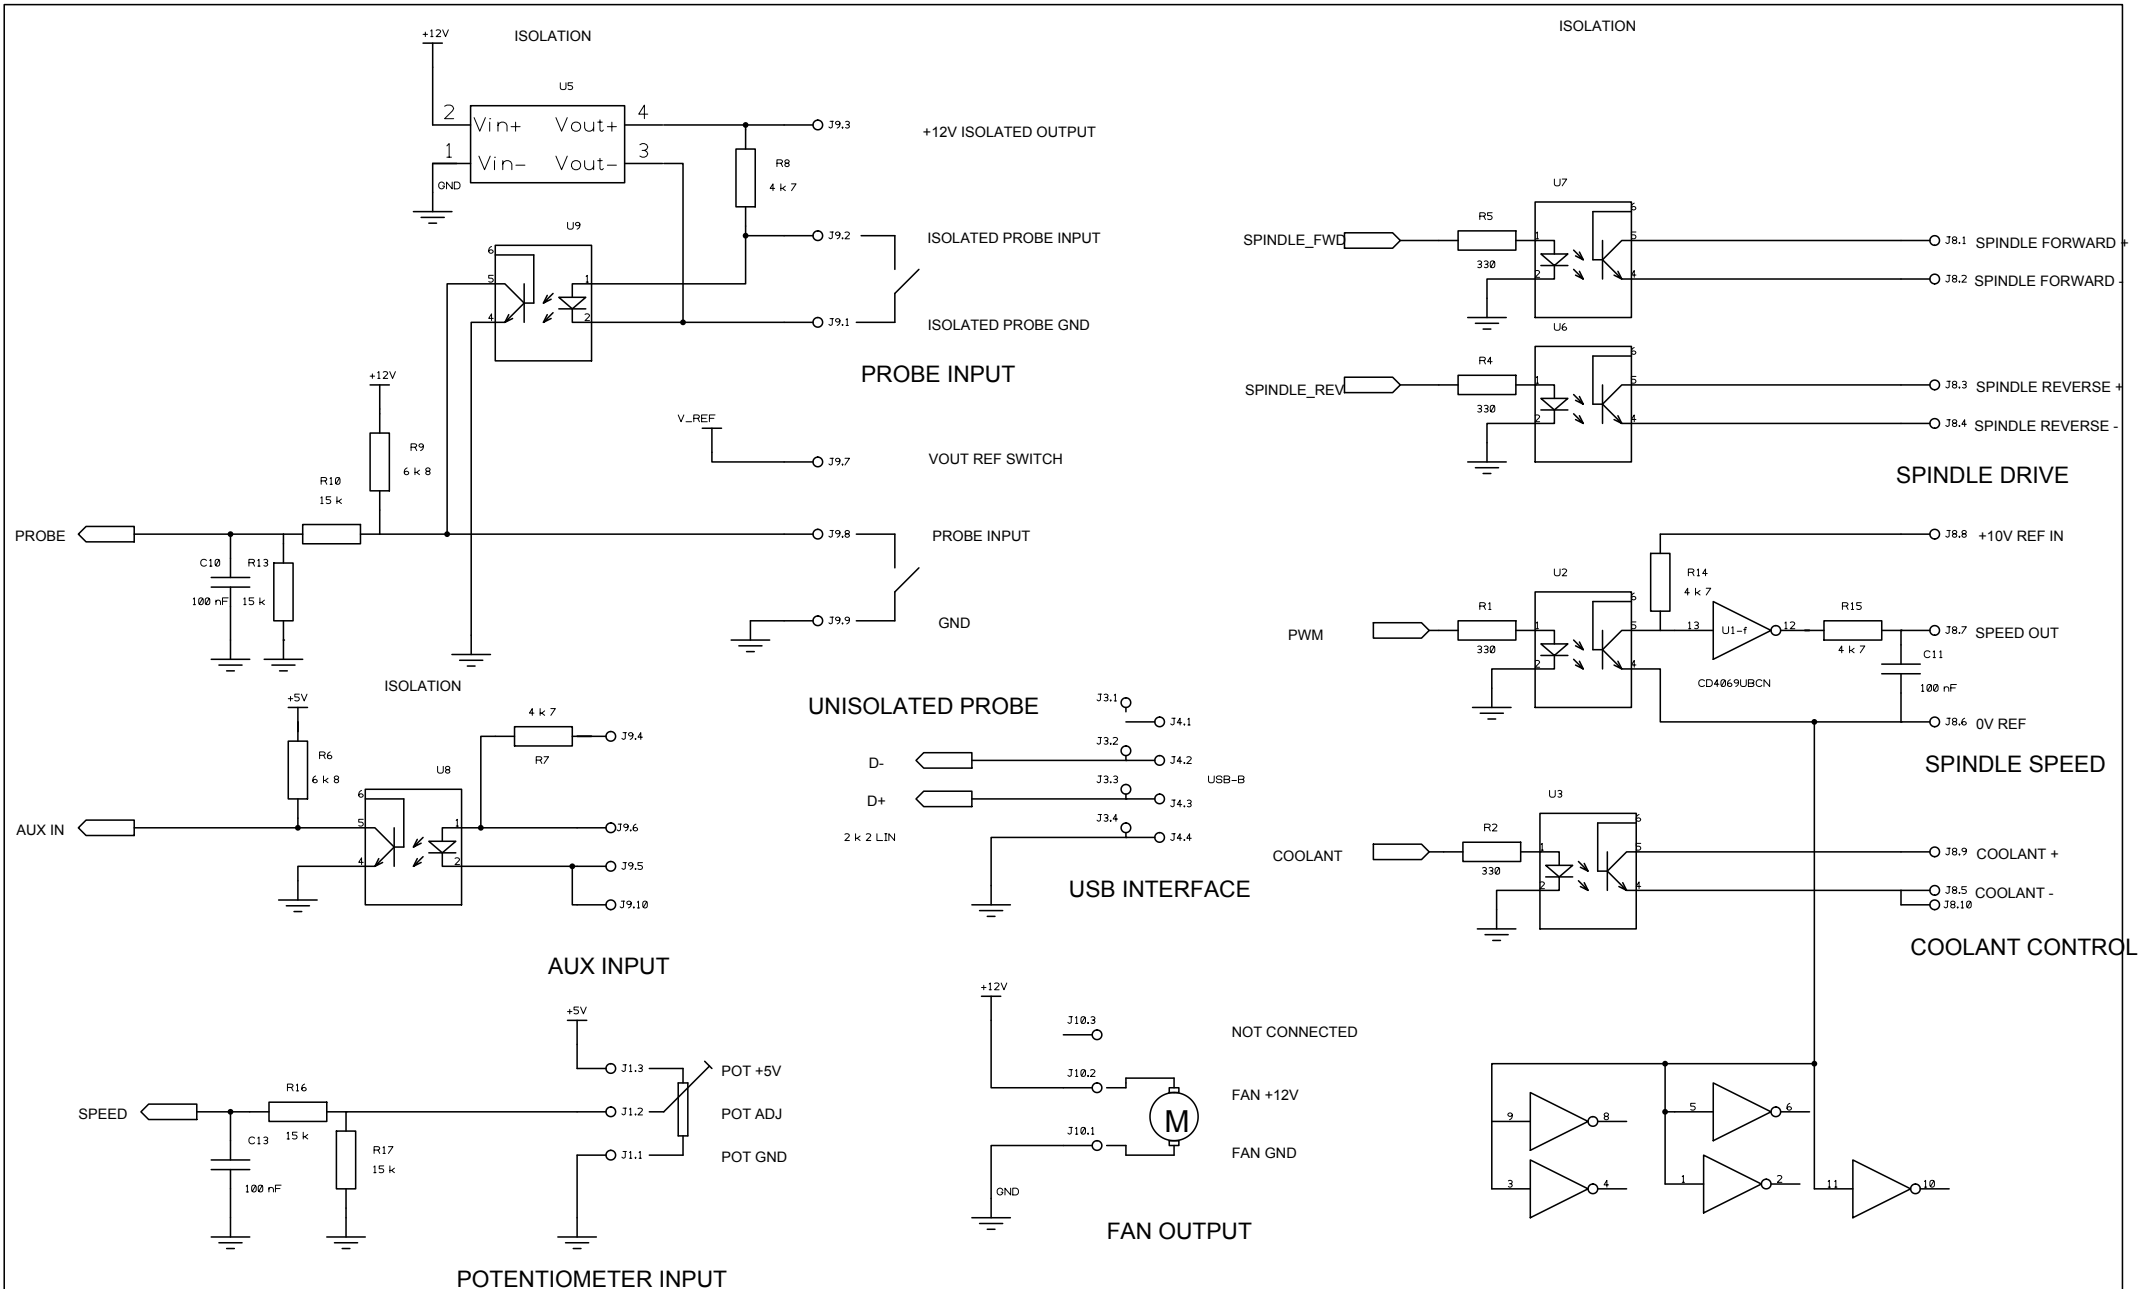 ISOLATION
+12V
U5
2 Vin+ Vout+ 4
1 Vin- Vout- 3
GND
J9.3
+12V ISOLATED OUTPUT
R8
4 k 7
U9
6
5
4
1
2
J9.2
ISOLATED PROBE INPUT
J9.1
ISOLATED PROBE GND
PROBE INPUT
+12V
R9
6 k 8
V_REF
J9.7
VOUT REF SWITCH
R10
15 k
PROBE
J9.8
PROBE INPUT
C10
100 nF
R13
15 k
J9.9
GND
UNISOLATED PROBE
ISOLATION
+5V
R6
6 k 8
4 k 7
R7
J9.4
U8
6
5
4
1
2
AUX IN
J9.6
J9.5
J9.10
AUX INPUT
J3.1
J4.1
J3.2
D-
J4.2
USB-B
J3.3
D+
J4.3
J3.4
2 k 2 LIN
J4.4
USB INTERFACE
+5V
J1.3
POT +5V
R16
15 k
SPEED
J1.2
POT ADJ
C13
100 nF
R17
15 k
J1.1
POT GND
POTENTIOMETER INPUT
+12V
J10.3
NOT CONNECTED
J10.2
FAN +12V
M
J10.1
FAN GND
GND
FAN OUTPUT
ISOLATION
U7
R5
330
SPINDLE_FWD
1
2
6
5
4
J8.1 SPINDLE FORWARD +
J8.2 SPINDLE FORWARD -
U6
R4
330
SPINDLE_REV
1
2
6
5
4
J8.3 SPINDLE REVERSE +
J8.4 SPINDLE REVERSE -
SPINDLE DRIVE
J8.8 +10V REF IN
U2
R14
4 k 7
R1
330
PWM
1
2
6
5
4
13
U1-f
12
CD4069UBCN
R15
4 k 7
J8.7 SPEED OUT
C11
100 nF
J8.6 0V REF
SPINDLE SPEED
U3
R2
330
COOLANT
1
2
6
5
4
J8.9 COOLANT +
J8.5 COOLANT -
J8.10
COOLANT CONTROL
9
8
5
6
3
4
1
2
11
10